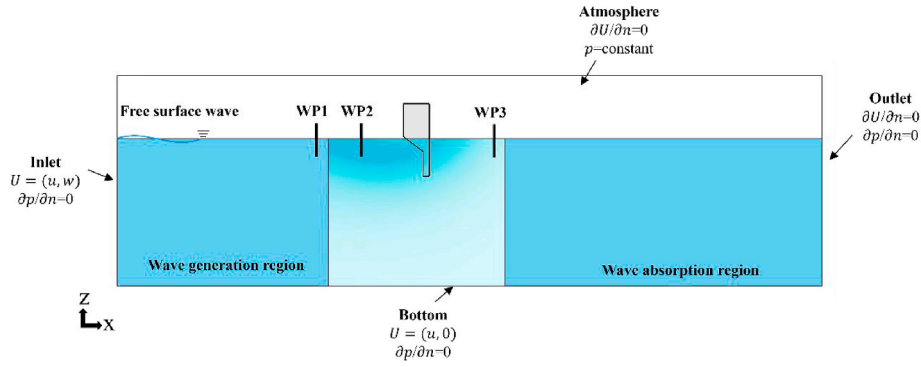 Atmosphere
∂U/∂n=0
p=constant
Free surface wave
WP1
WP2
WP3
Outlet
∂U/∂n=0
∂p/∂n=0
Inlet
U = (u, w)
∂p/∂n=0
Wave generation region
Wave absorption region
Z
X
Bottom
U = (u, 0)
∂p/∂n=0